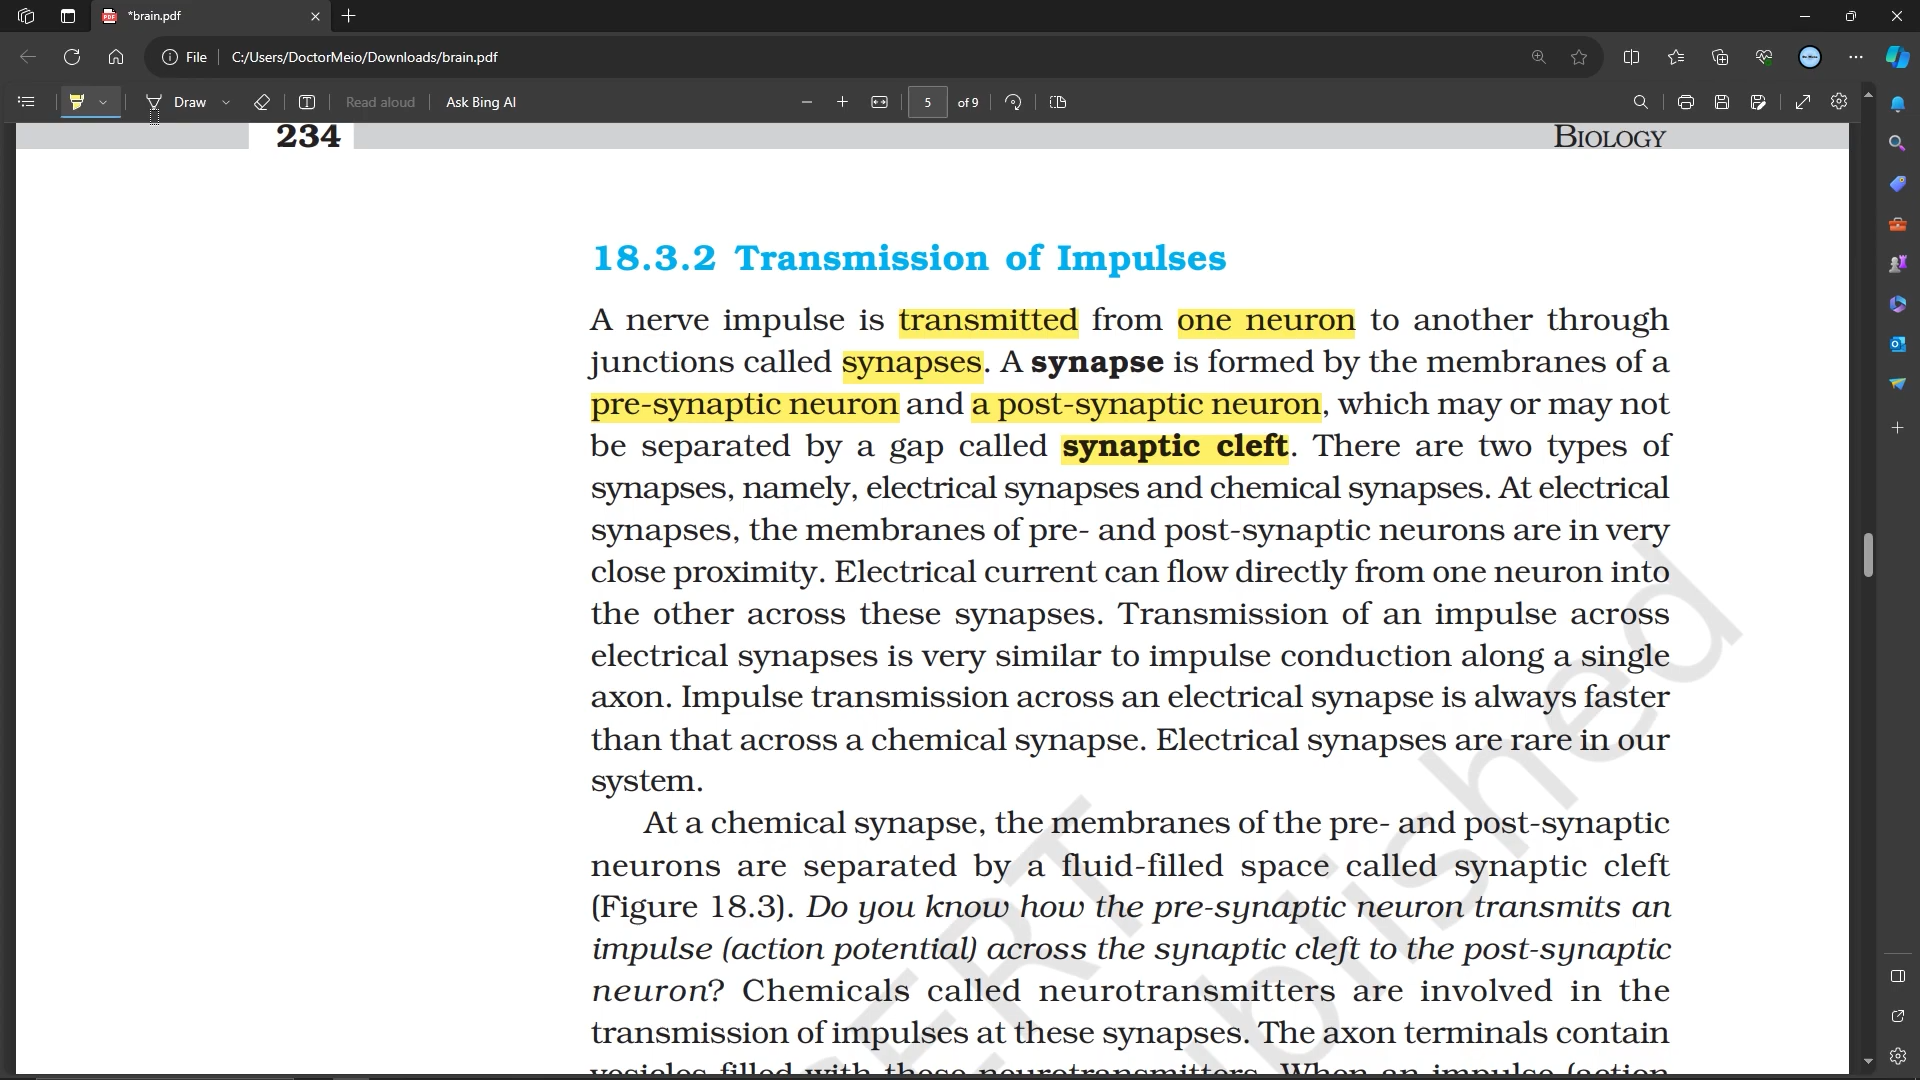 *brain.pdf
File
C:/Users/DoctorMeio/Downloads/brain.pdf
Draw
Read aloud
Ask Bing AI
5 of 9
234
BIOLOGY
18.3.2 Transmission of Impulses
A nerve impulse is transmitted from one neuron to another through
junctions called synapses. A synapse is formed by the membranes of a
pre-synaptic neuron and a post-synaptic neuron, which may or may not
be separated by a gap called synaptic cleft. There are two types of
synapses, namely, electrical synapses and chemical synapses. At electrical
synapses, the membranes of pre- and post-synaptic neurons are in very
close proximity. Electrical current can flow directly from one neuron into
the other across these synapses. Transmission of an impulse across
electrical synapses is very similar to impulse conduction along a single
axon. Impulse transmission across an electrical synapse is always faster
than that across a chemical synapse. Electrical synapses are rare in our
system.
At a chemical synapse, the membranes of the pre- and post-synaptic
neurons are separated by a fluid-filled space called synaptic cleft
(Figure 18.3). Do you know how the pre-synaptic neuron transmits an
impulse (action potential) across the synaptic cleft to the post-synaptic
neuron? Chemicals called neurotransmitters are involved in the
transmission of impulses at these synapses. The axon terminals contain
vesicles filled with these neurotransmitters. When an impulse (action